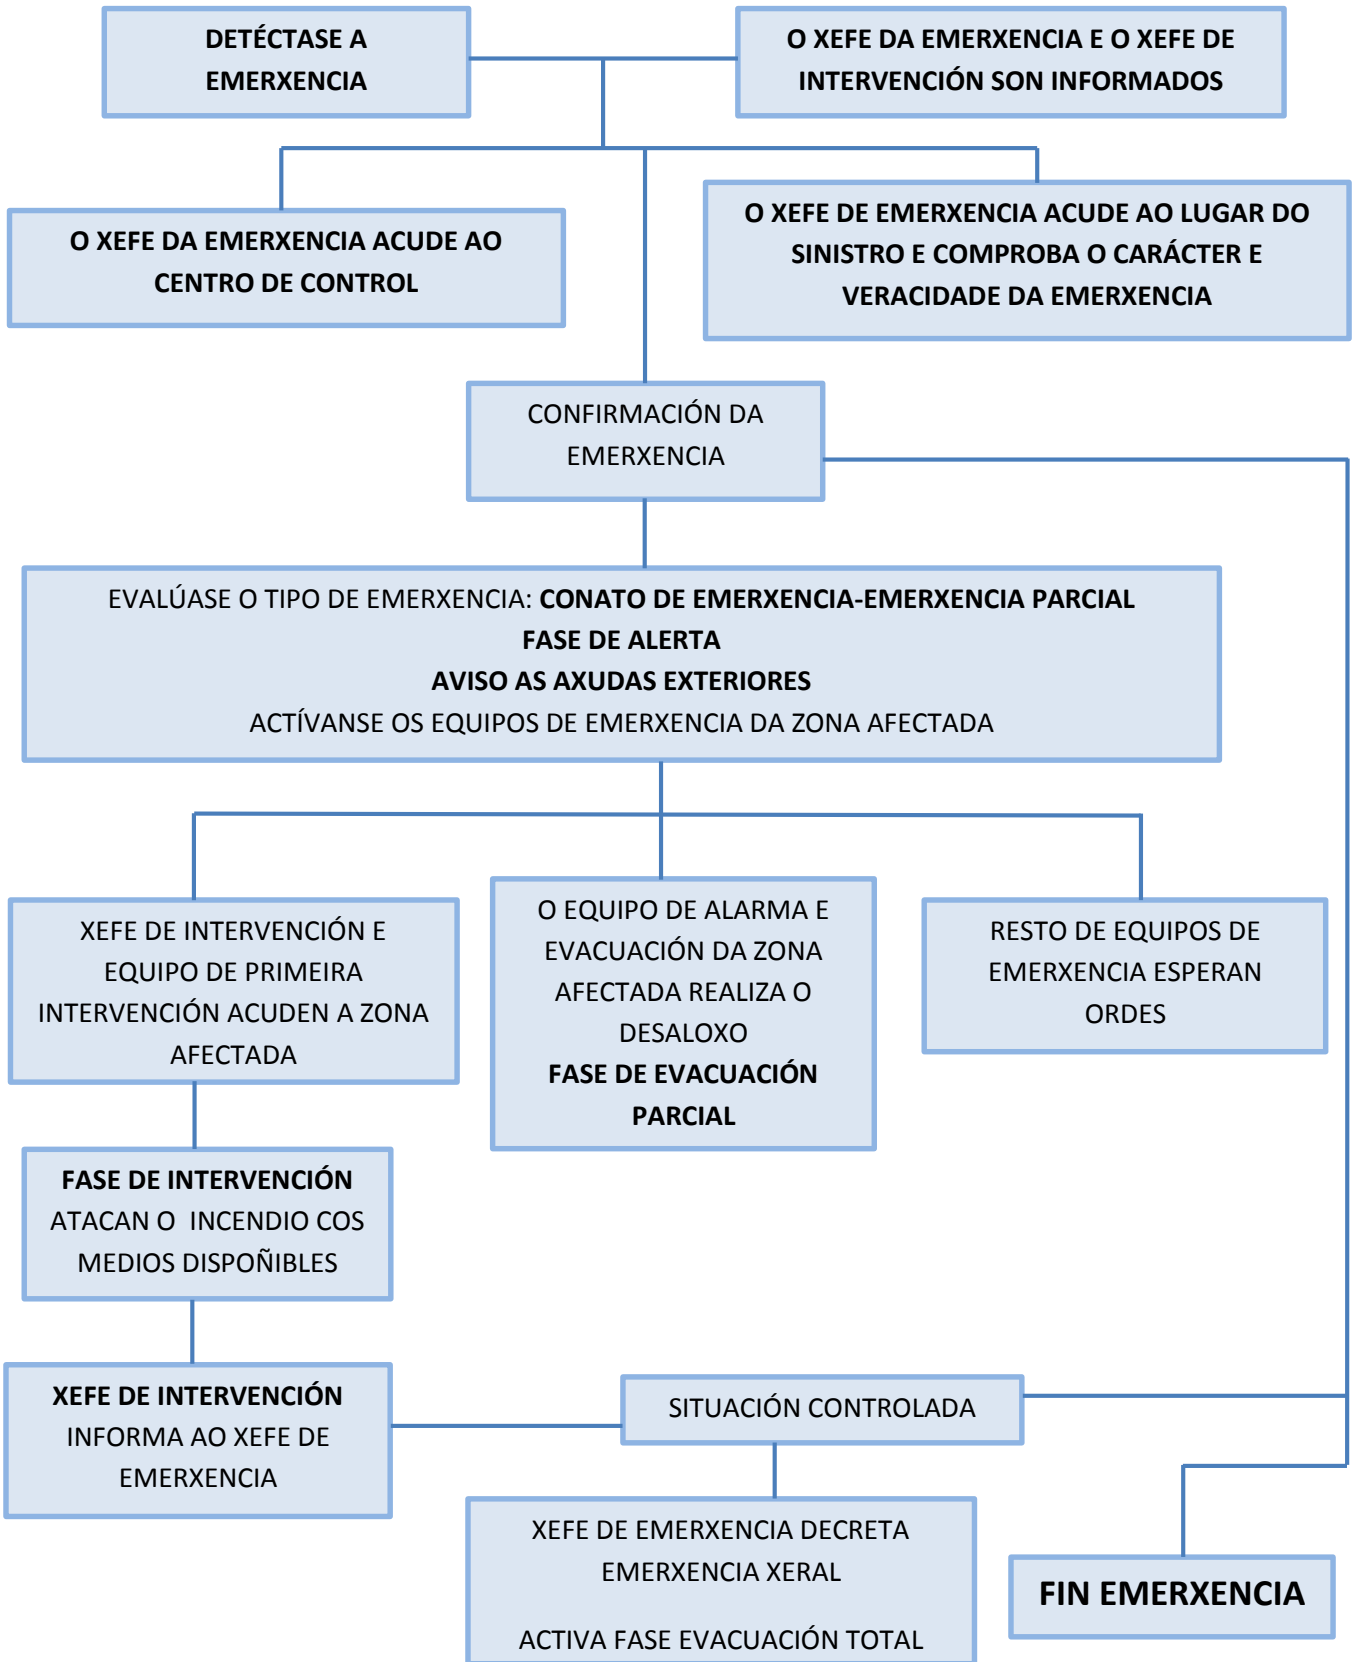 DETÉCTASE A
EMERXENCIA
O XEFE DA EMERXENCIA E O XEFE DE
INTERVENCIÓN SON INFORMADOS
O XEFE DA EMERXENCIA ACUDE AO
CENTRO DE CONTROL
O XEFE DE EMERXENCIA ACUDE AO LUGAR DO
SINISTRO E COMPROBA O CARÁCTER E
VERACIDADE DA EMERXENCIA
CONFIRMACIÓN DA
EMERXENCIA
EVALÚASE O TIPO DE EMERXENCIA: CONATO DE EMERXENCIA-EMERXENCIA PARCIAL
FASE DE ALERTA
AVISO AS AXUDAS EXTERIORES
ACTÍVANSE OS EQUIPOS DE EMERXENCIA DA ZONA AFECTADA
XEFE DE INTERVENCIÓN E
EQUIPO DE PRIMEIRA
INTERVENCIÓN ACUDEN A ZONA
AFECTADA
O EQUIPO DE ALARMA E
EVACUACIÓN DA ZONA
AFECTADA REALIZA O
DESALOXO
FASE DE EVACUACIÓN
PARCIAL
RESTO DE EQUIPOS DE
EMERXENCIA ESPERAN
ORDES
FASE DE INTERVENCIÓN
ATACAN O  INCENDIO COS
MEDIOS DISPOÑIBLES
XEFE DE INTERVENCIÓN
INFORMA AO XEFE DE
EMERXENCIA
SITUACIÓN CONTROLADA
XEFE DE EMERXENCIA DECRETA
EMERXENCIA XERAL
ACTIVA FASE EVACUACIÓN TOTAL
FIN EMERXENCIA